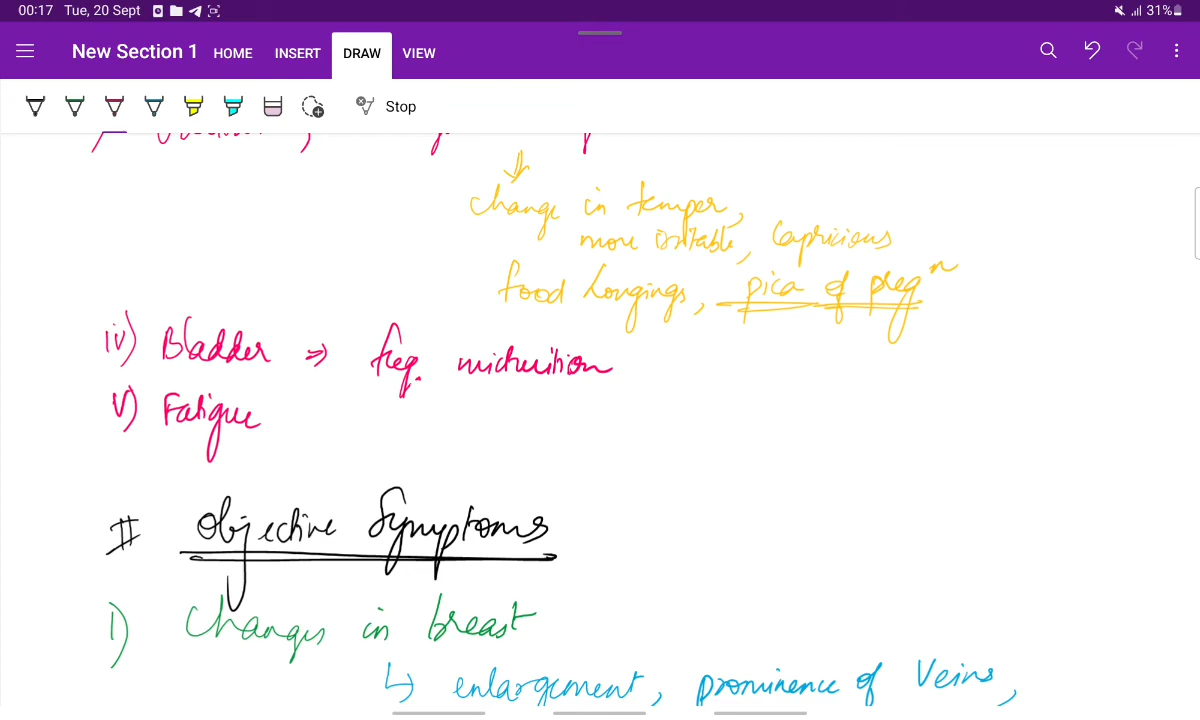 00:17 Tue, 20 Sept 31%
New Section 1 HOME INSERT DRAW VIEW
Stop
change in temper,
more irritable, Capricious
food longings, pica of pregⁿ
iv) Bladder ⇒ freq. micturition
v) Fatigue
# Objective Symptoms
1) Changes in breast
↳ enlargement, prominence of Veins,